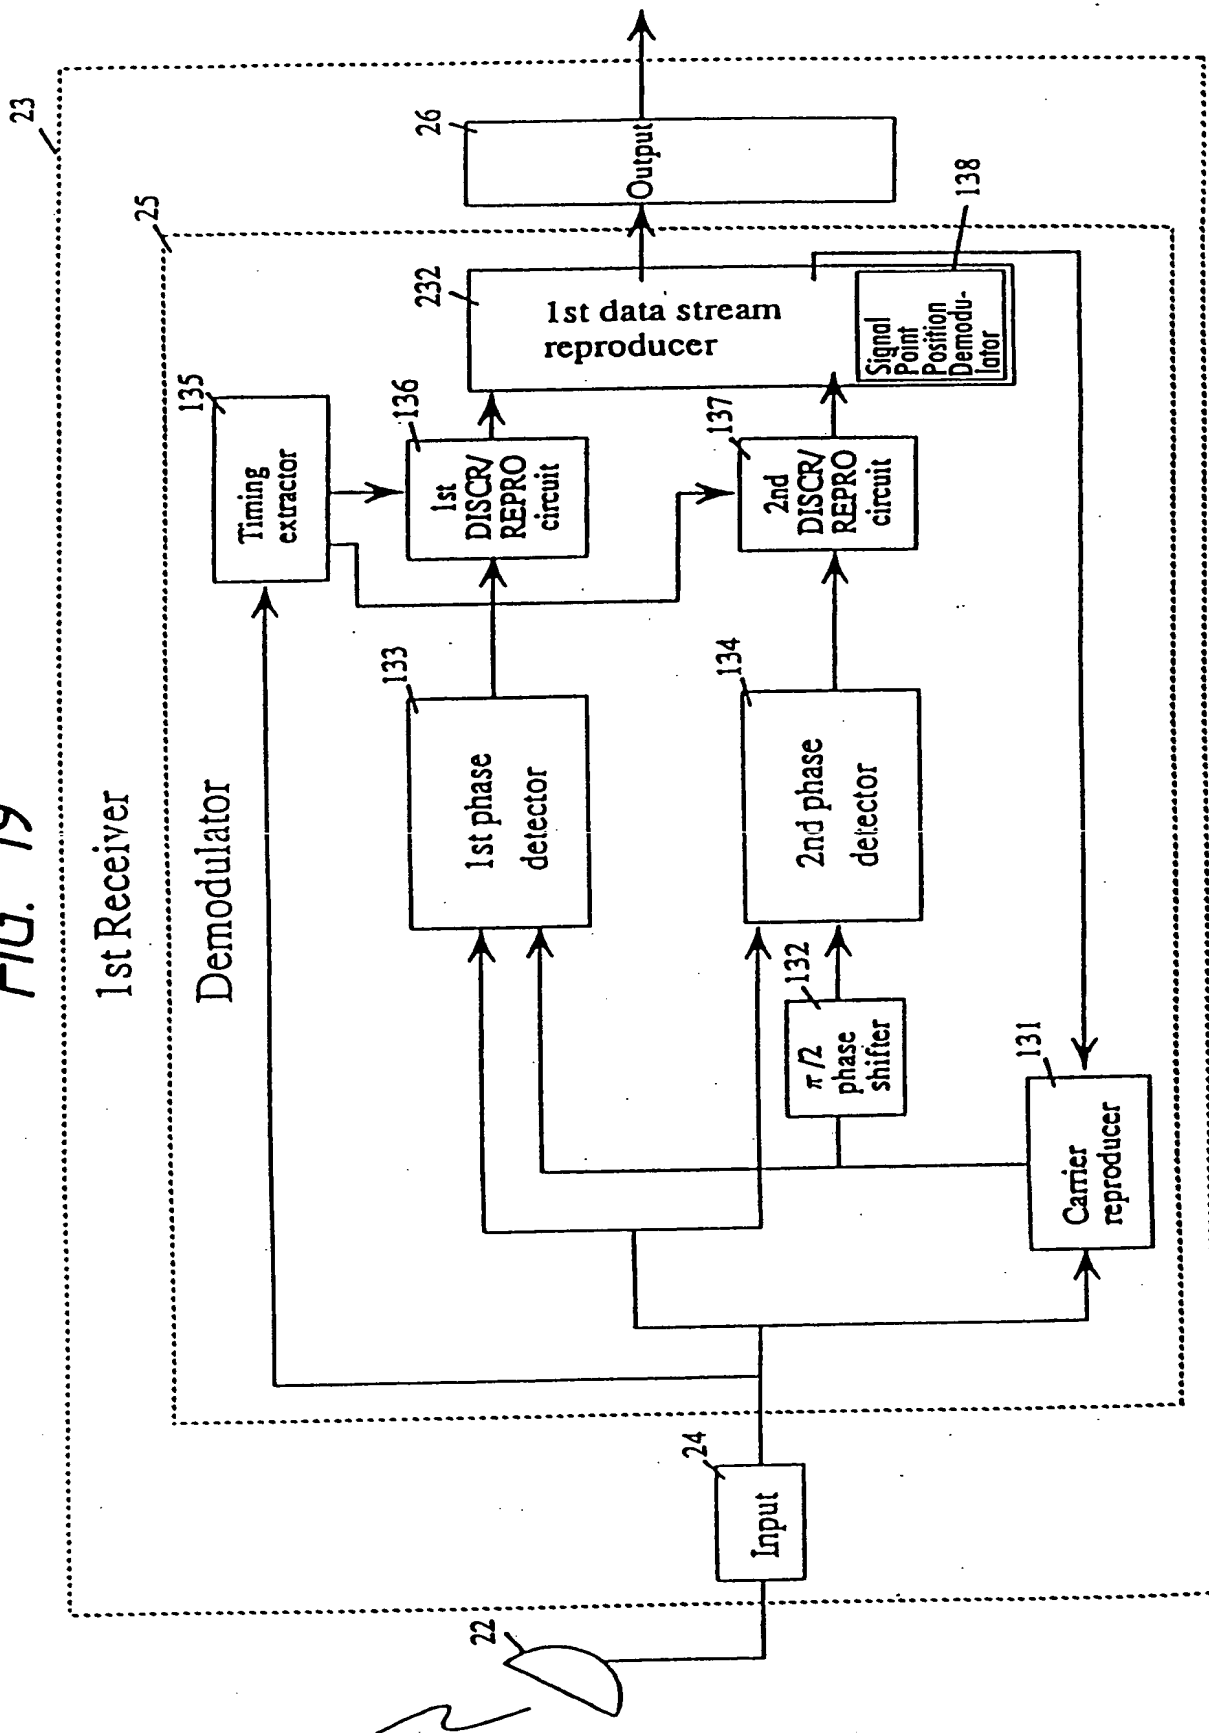 FIG. 19
23
1st Receiver
25
Demodulator
135
Timing
extractor
26
Output
232
1st data stream
reproducer
136
1st
DISCR/
REPRO
circuit
133
1st phase
detector
138
Signal
Point
Position
Demodu-
lator
137
2nd
DISCR/
REPRO
circuit
134
2nd phase
detector
132
π/2
phase
shifter
131
Carrier
reproducer
24
Input
22